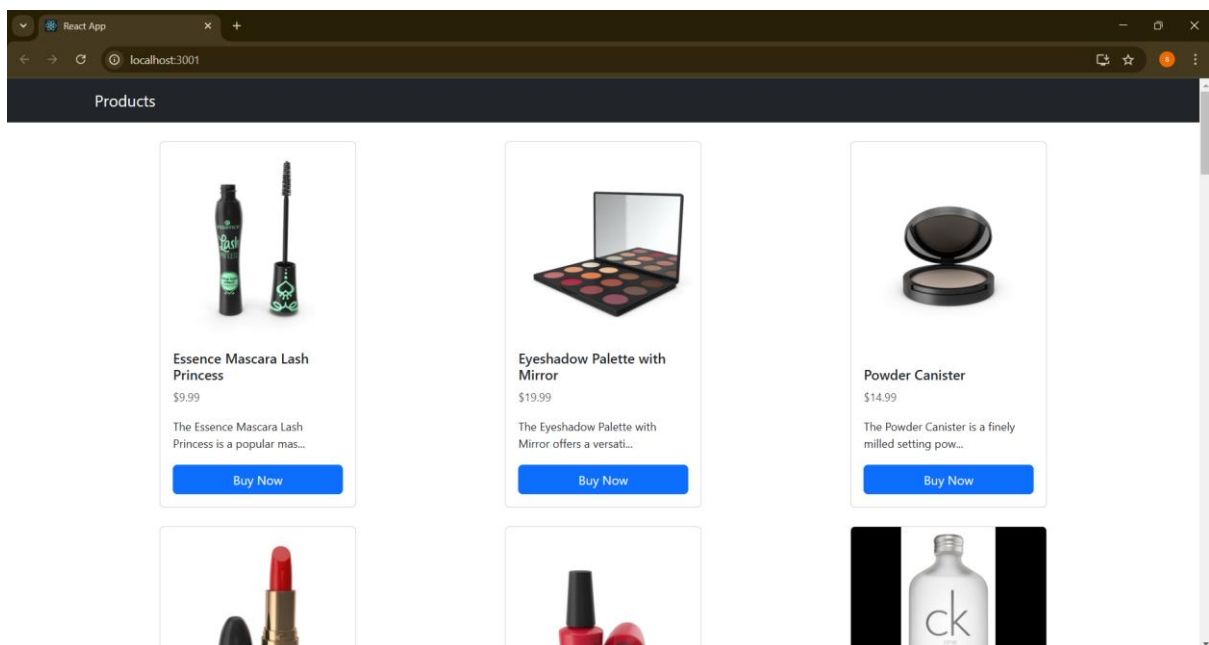 React App
localhost:3001
Products
Lash
Essence Mascara Lash
Princess
$9.99
The Essence Mascara Lash
Princess is a popular mas...
Buy Now
Eyeshadow Palette with
Mirror
$19.99
The Eyeshadow Palette with
Mirror offers a versati...
Buy Now
Powder Canister
$14.99
The Powder Canister is a finely
milled setting pow...
Buy Now
ck